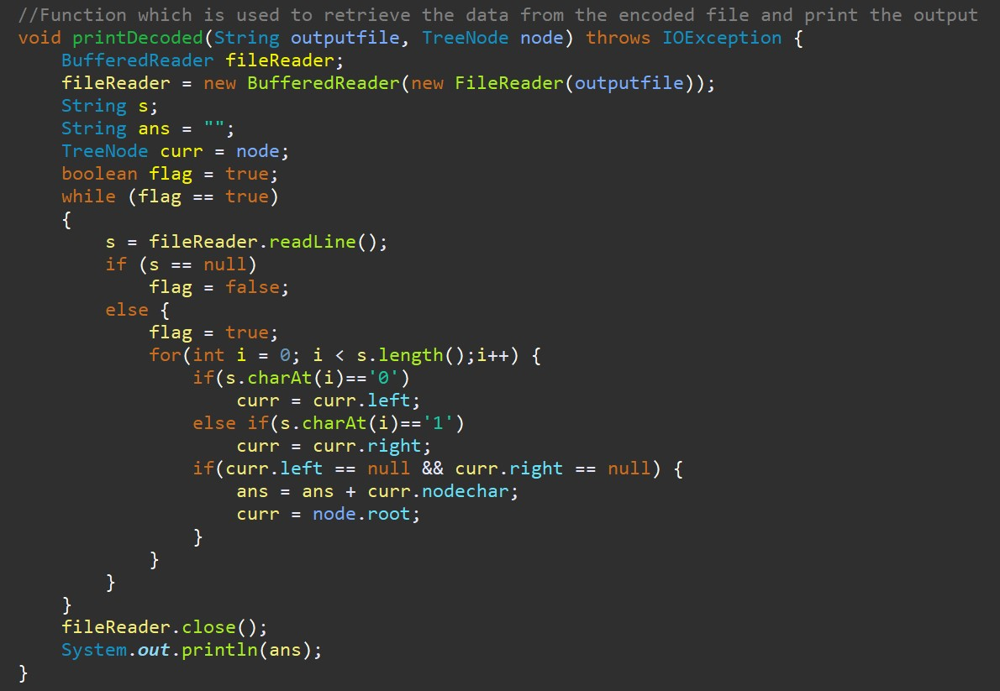 //Function which is used to retrieve the data from the encoded file and print the output
void printDecoded(String outputfile, TreeNode node) throws IOException {
    BufferedReader fileReader;
    fileReader = new BufferedReader(new FileReader(outputfile));
    String s;
    String ans = "";
    TreeNode curr = node;
    boolean flag = true;
    while (flag == true)
    {
        s = fileReader.readLine();
        if (s == null)
            flag = false;
        else {
            flag = true;
            for(int i = 0; i < s.length();i++) {
                if(s.charAt(i)=='0')
                    curr = curr.left;
                else if(s.charAt(i)=='1')
                    curr = curr.right;
                if(curr.left == null && curr.right == null) {
                    ans = ans + curr.nodechar;
                    curr = node.root;
                }
            }
        }
    }
    fileReader.close();
    System.out.println(ans);
}